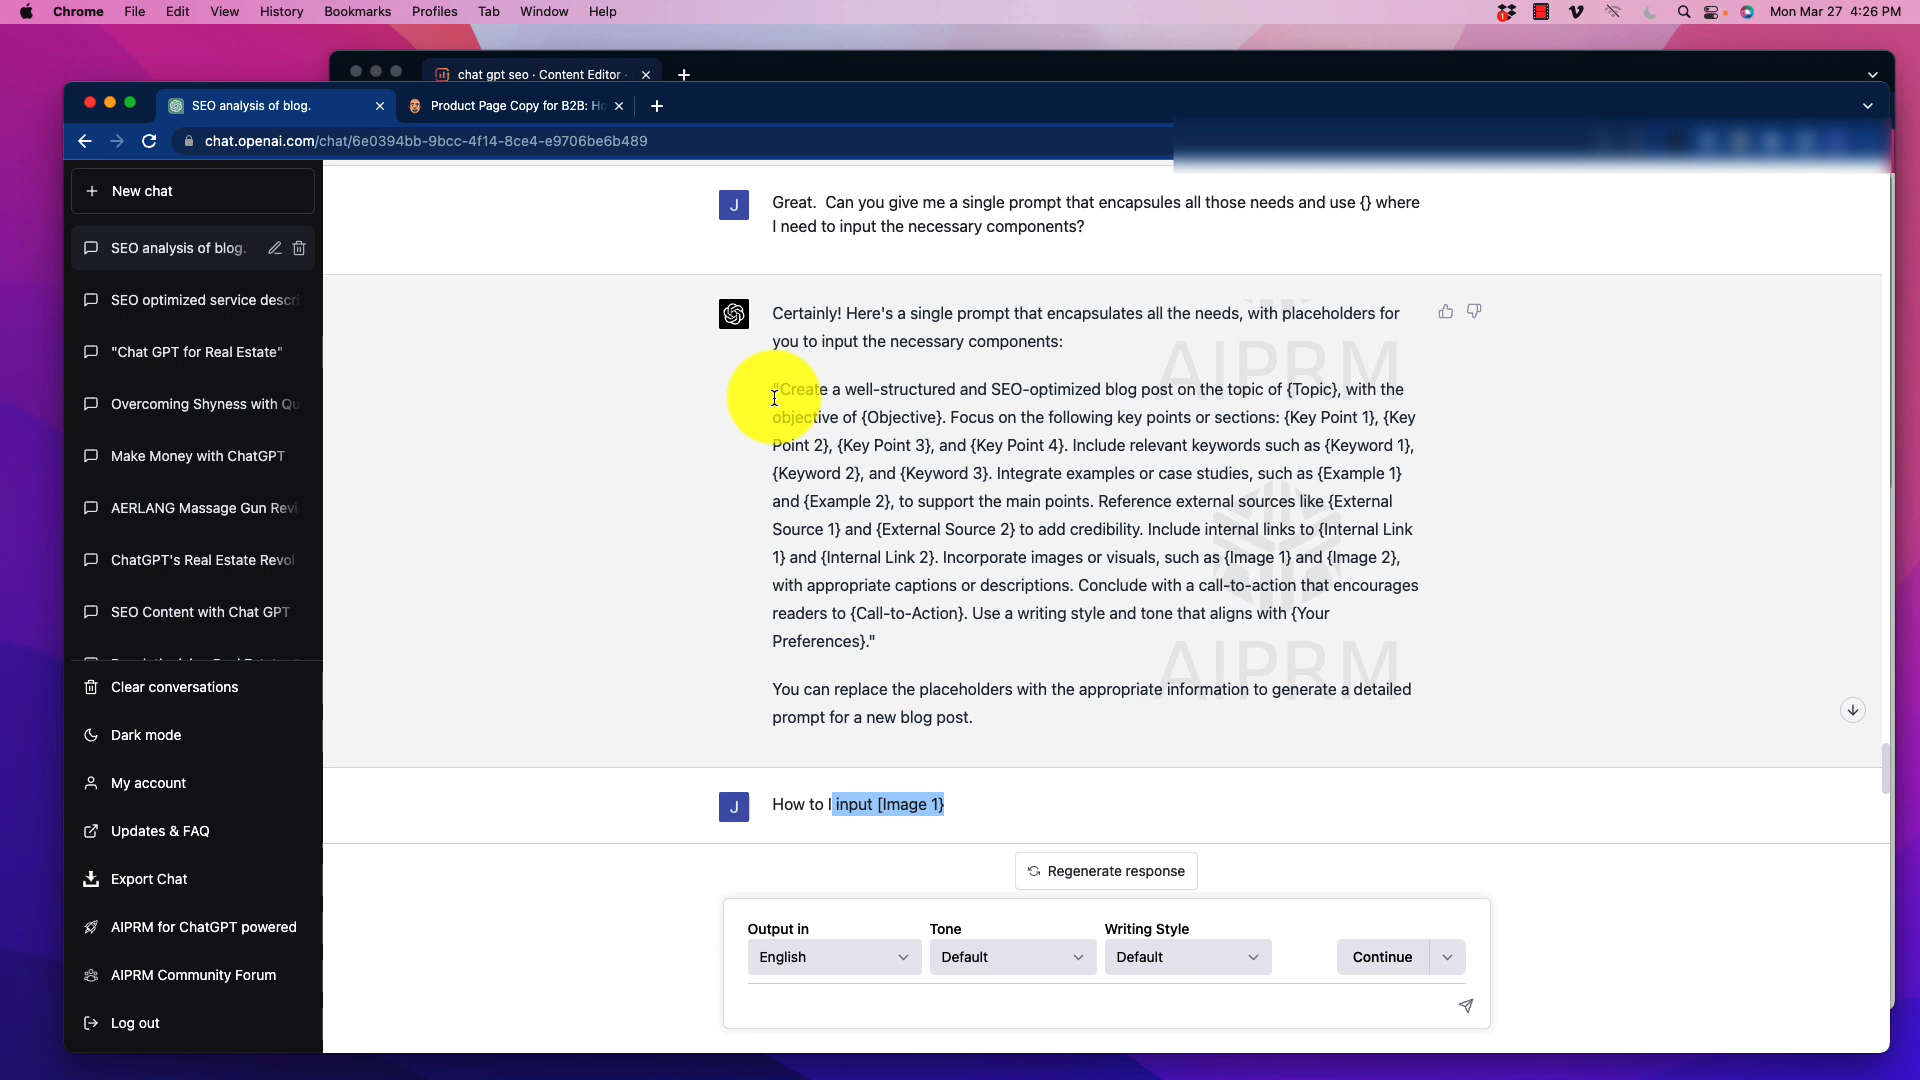 Chrome File Edit View History Bookmarks Profiles Tab Window Help
1
Mon Mar 27 4:26 PM
chat gpt seo · Content Editor ·
SEO analysis of blog.
Product Page Copy for B2B: Ho
chat.openai.com/chat/6e0394bb-9bcc-4f14-8ce4-e9706be6b489
New chat
SEO analysis of blog.
SEO optimized service descri
"Chat GPT for Real Estate"
Overcoming Shyness with Qu
Make Money with ChatGPT
AERLANG Massage Gun Revi
ChatGPT's Real Estate Revol
SEO Content with Chat GPT
Clear conversations
Dark mode
My account
Updates & FAQ
Export Chat
AIPRM for ChatGPT powered
AIPRM Community Forum
Log out
J
Great. Can you give me a single prompt that encapsules all those needs and use {} where
I need to input the necessary components?
Certainly! Here's a single prompt that encapsulates all the needs, with placeholders for
you to input the necessary components:
"Create a well-structured and SEO-optimized blog post on the topic of {Topic}, with the
objective of {Objective}. Focus on the following key points or sections: {Key Point 1}, {Key
Point 2}, {Key Point 3}, and {Key Point 4}. Include relevant keywords such as {Keyword 1},
{Keyword 2}, and {Keyword 3}. Integrate examples or case studies, such as {Example 1}
and {Example 2}, to support the main points. Reference external sources like {External
Source 1} and {External Source 2} to add credibility. Include internal links to {Internal Link
1} and {Internal Link 2}. Incorporate images or visuals, such as {Image 1} and {Image 2},
with appropriate captions or descriptions. Conclude with a call-to-action that encourages
readers to {Call-to-Action}. Use a writing style and tone that aligns with {Your
Preferences}."
You can replace the placeholders with the appropriate information to generate a detailed
prompt for a new blog post.
AIPRM
AIPRM
J
How to I input [Image 1}
Regenerate response
Output in Tone Writing Style
English Default Default Continue